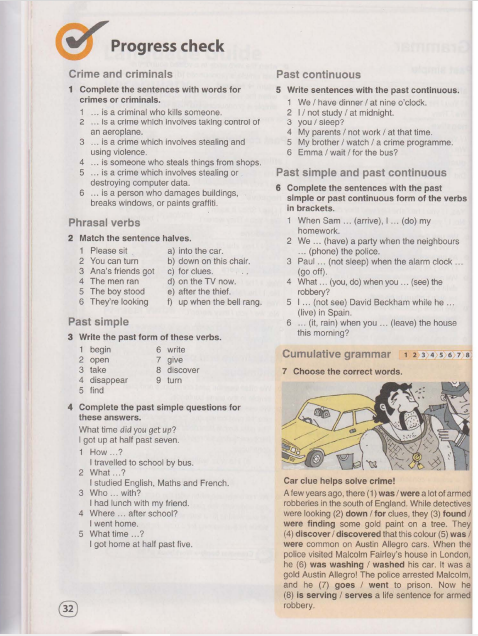 Progress check
Crime and criminals
1 Complete the sentences with words for
crimes or criminals.
1 ... is a criminal who kills someone.
2 ... is a crime which involves taking control of
an aeroplane.
3 ... is a crime which involves stealing and
using violence.
4 ... is someone who steals things from shops.
5 ... is a crime which involves stealing or
destroying computer data.
6 ... is a person who damages buildings,
breaks windows, or paints graffiti.
Phrasal verbs
2 Match the sentence halves.
1 Please sit a) into the car.
2 You can turn b) down on this chair.
3 Ana's friends got c) for clues.
4 The men ran d) on the TV now.
5 The boy stood e) after the thief.
6 They're looking f) up when the bell rang.
Past simple
3 Write the past form of these verbs.
1 begin 6 write
2 open 7 give
3 take 8 discover
4 disappear 9 turn
5 find
4 Complete the past simple questions for
these answers.
What time did you get up?
I got up at half past seven.
1 How ...?
I travelled to school by bus.
2 What ...?
I studied English, Maths and French.
3 Who ... with?
I had lunch with my friend.
4 Where ... after school?
I went home.
5 What time ...?
I got home at half past five.
32
Past continuous
5 Write sentences with the past continuous.
1 We / have dinner / at nine o'clock.
2 I / not study / at midnight.
3 you / sleep?
4 My parents / not work / at that time.
5 My brother / watch / a crime programme.
6 Emma / wait / for the bus?
Past simple and past continuous
6 Complete the sentences with the past
simple or past continuous form of the verbs
in brackets.
1 When Sam ... (arrive), I ... (do) my
homework.
2 We ... (have) a party when the neighbours
... (phone) the police.
3 Paul ... (not sleep) when the alarm clock ...
(go off).
4 What ... (you, do) when you ... (see) the
robbery?
5 I ... (not see) David Beckham while he ...
(live) in Spain.
6 ... (it, rain) when you ... (leave) the house
this morning?
Cumulative grammar 1 2 3 4 5 6 7 8
7 Choose the correct words.
Car clue helps solve crime!
A few years ago, there (1) was / were a lot of armed
robberies in the south of England. While detectives
were looking (2) down / for clues, they (3) found /
were finding some gold paint on a tree. They
(4) discover / discovered that this colour (5) was /
were common on Austin Allegro cars. When the
police visited Malcolm Fairley's house in London,
he (6) was washing / washed his car. It was a
gold Austin Allegro! The police arrested Malcolm,
and he (7) goes / went to prison. Now he
(8) is serving / serves a life sentence for armed
robbery.